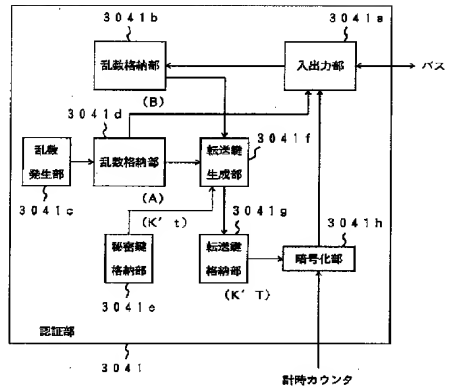 3041b
3041a
乱数格納部
入出力部
バス
(B)
3041d
3041f
乱数
発生部
乱数格納部
転送鍵
生成部
3041c
(A)
3041g
(K't)
3041h
秘密鍵
格納部
転送鍵
格納部
暗号化部
3041e
(K'T)
認証部
3041
計時カウンタ